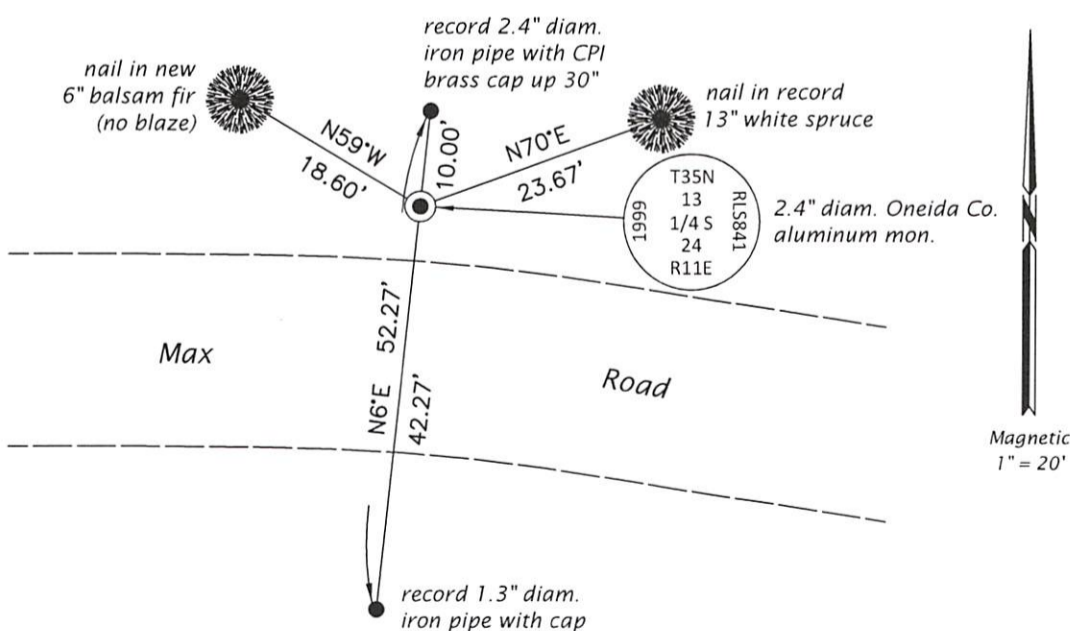 record 2.4" diam.
iron pipe with CPI
brass cap up 30"
nail in new
6" balsam fir
(no blaze)
nail in record
13" white spruce
N59°W
18.60'
10.00'
N70°E
23.67'
1999
T35N
13
1/4 S
24
R11E
RLS841
2.4" diam. Oneida Co.
aluminum mon.
N
52.27'
N6°E
42.27'
Max Road
Magnetic
1" = 20'
record 1.3" diam.
iron pipe with cap